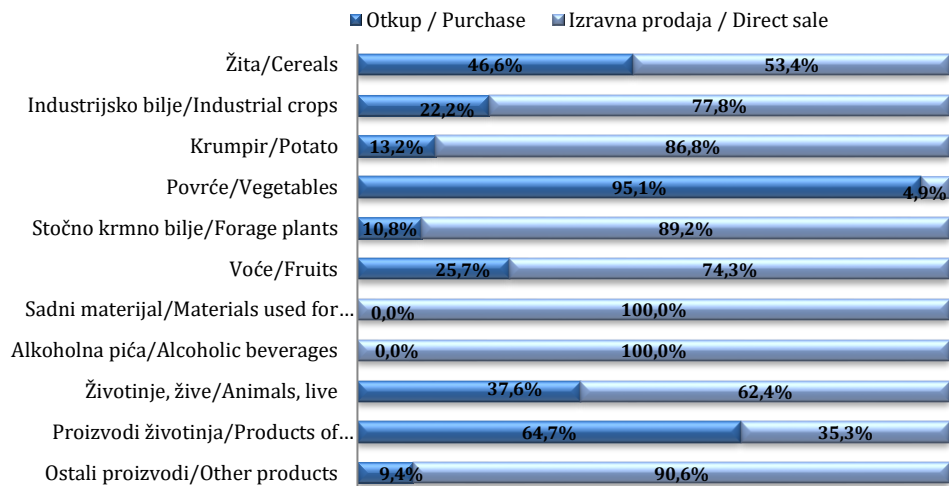 Otkup / Purchase Izravna prodaja / Direct sale
Žita/Cereals 46,6% 53,4%
Industrijsko bilje/Industrial crops 22,2% 77,8%
Krumpir/Potato 13,2% 86,8%
Povrće/Vegetables 95,1% 4,9%
Stočno krmno bilje/Forage plants 10,8% 89,2%
Voće/Fruits 25,7% 74,3%
Sadni materijal/Materials used for... 0,0% 100,0%
Alkoholna pića/Alcoholic beverages 0,0% 100,0%
Životinje, žive/Animals, live 37,6% 62,4%
Proizvodi životinja/Products of... 64,7% 35,3%
Ostali proizvodi/Other products 9,4% 90,6%